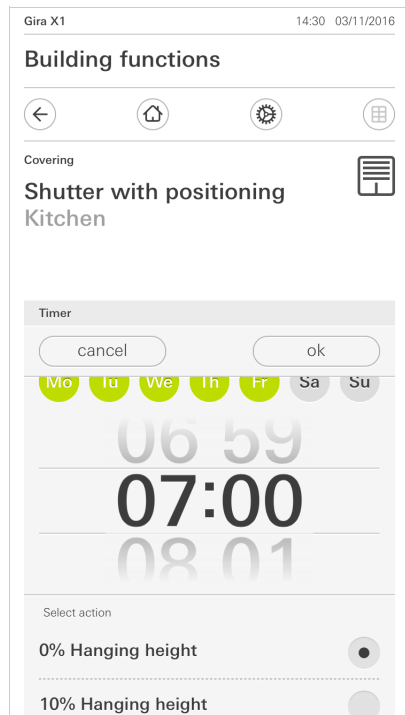 Gira X1 14:30 03/11/2016
Building functions
Covering
Shutter with positioning
Kitchen
Timer
cancel ok
Mo Tu We Th Fr Sa Su
06 59
07:00
08 01
Select action
0% Hanging height
10% Hanging height